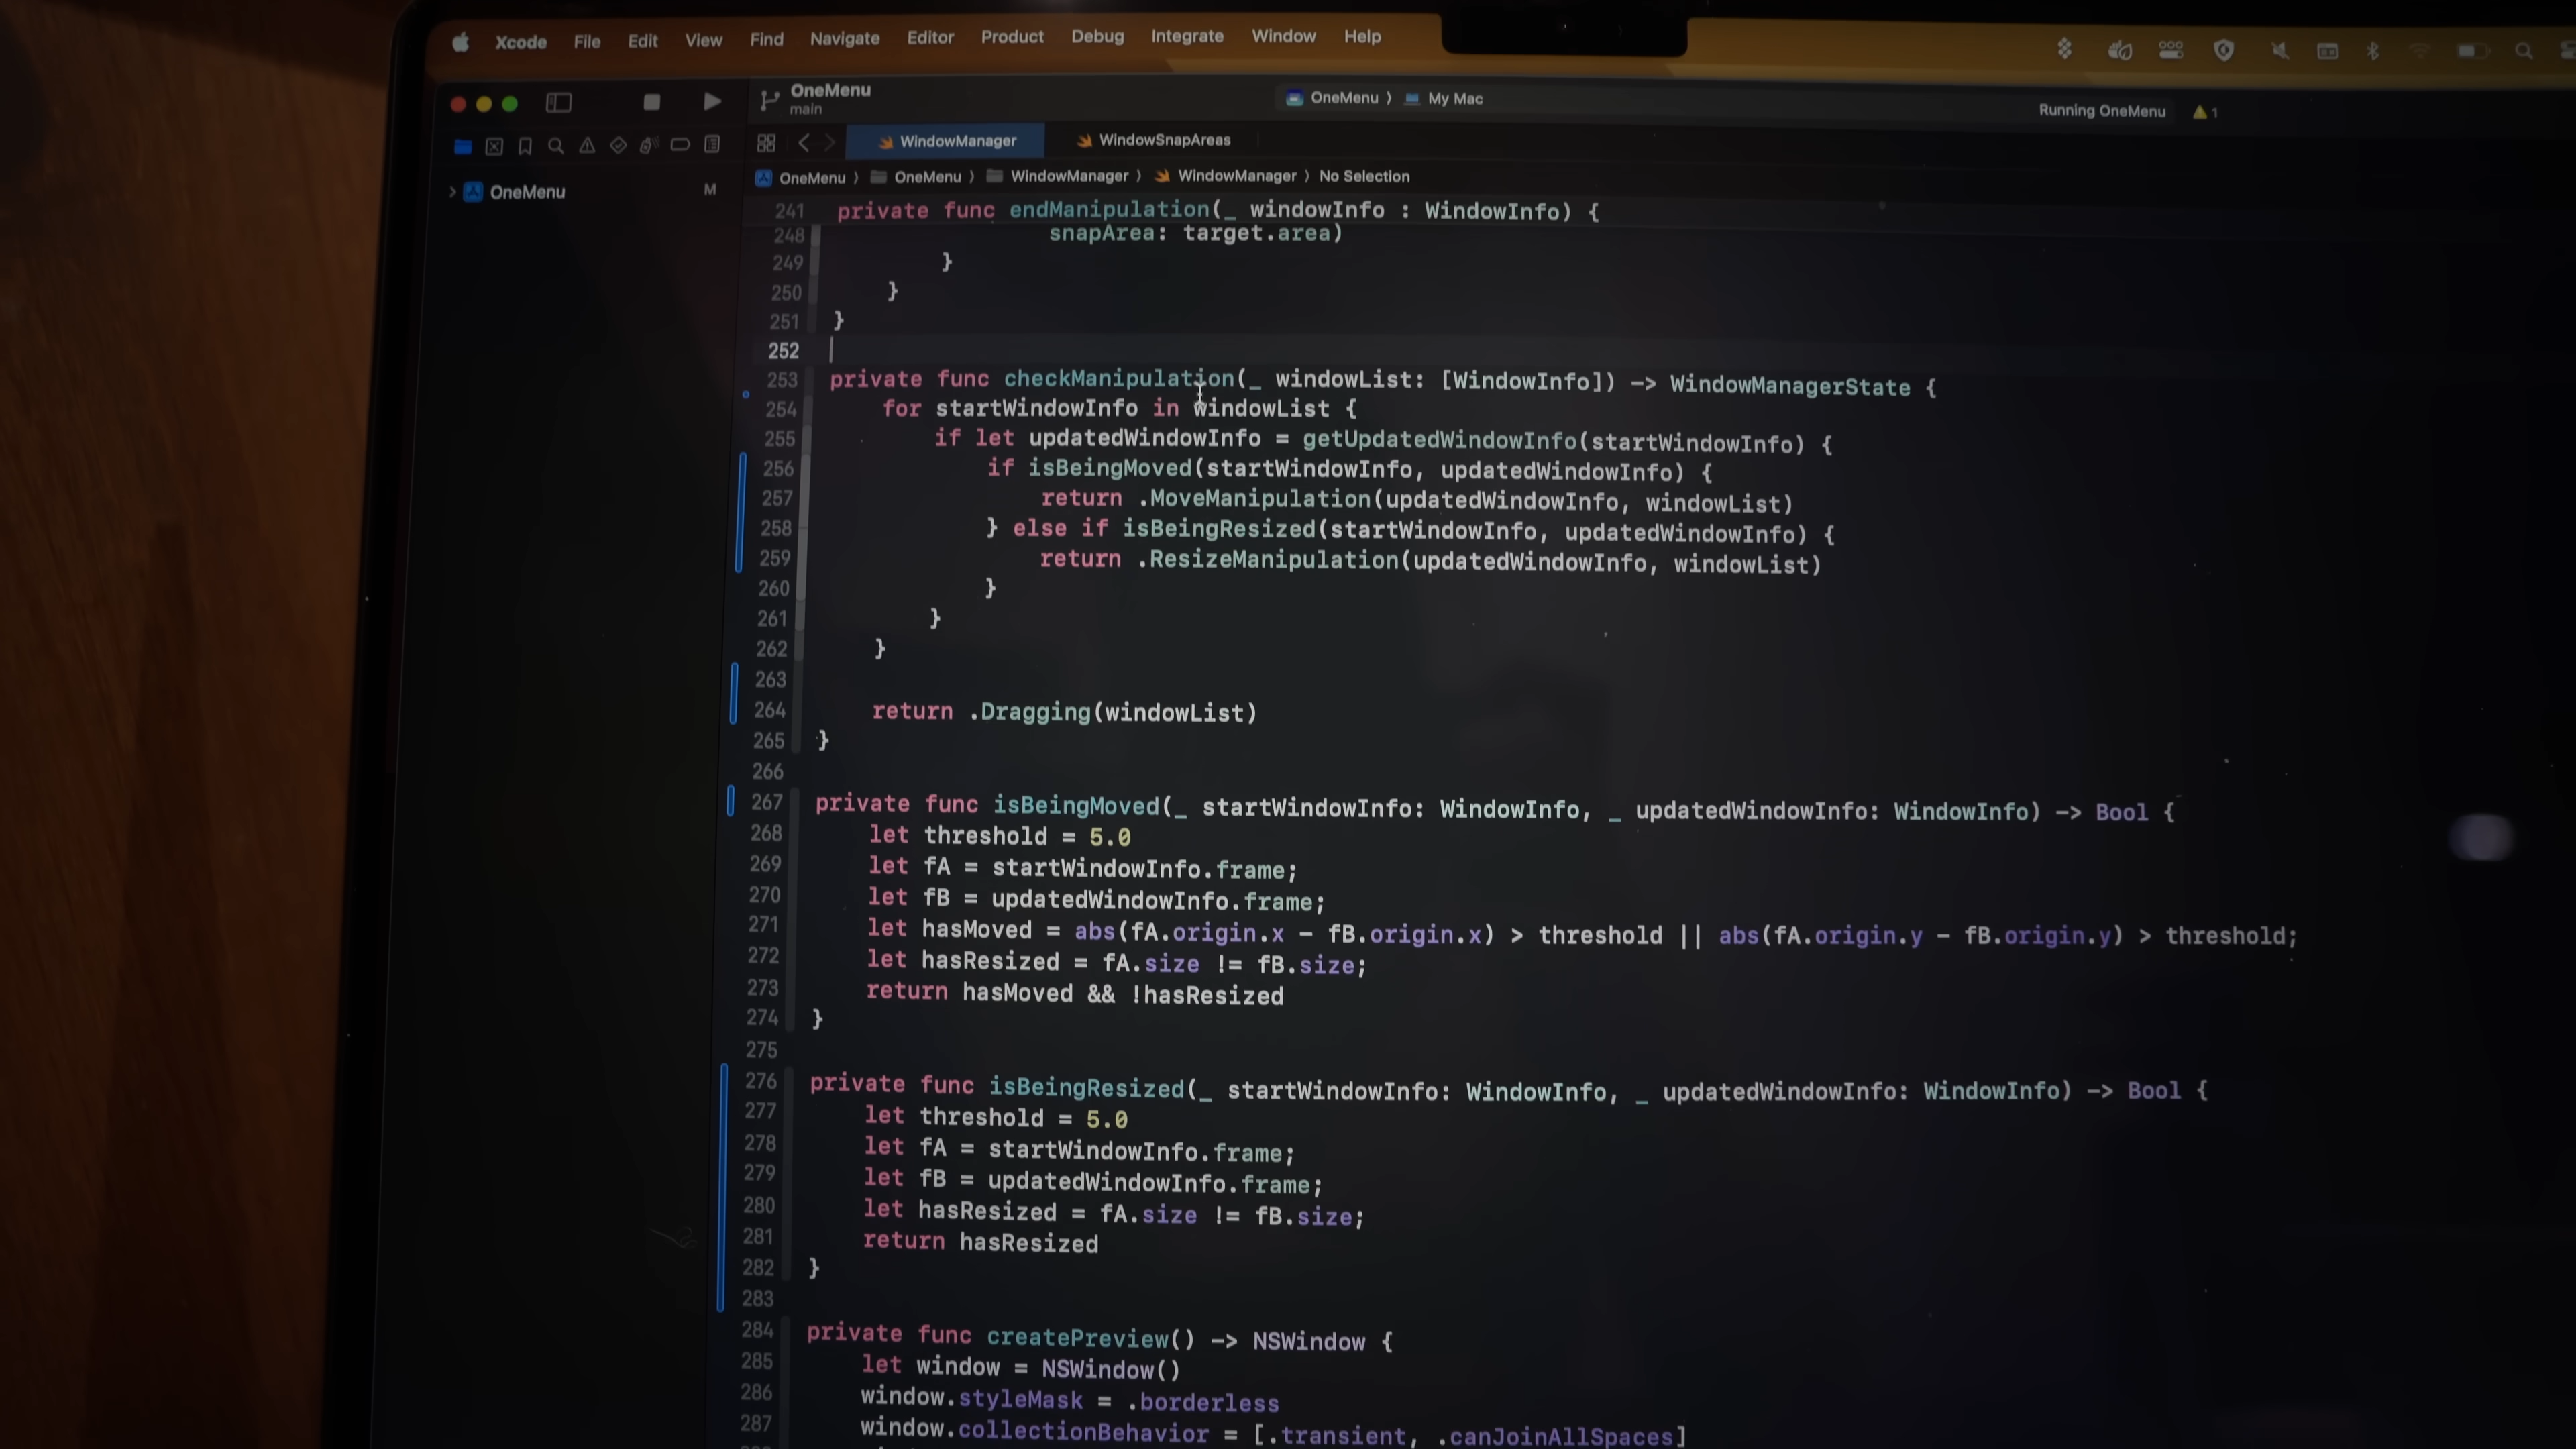 Xcode File Edit View Find Navigate Editor Product Debug Integrate Window Help
OneMenu
main
OneMenu 〉 My Mac
Running OneMenu 1
WindowManager WindowSnapAreas
OneMenu M
OneMenu 〉 OneMenu 〉 WindowManager 〉 WindowManager 〉 No Selection
241 private func endManipulation(_ windowInfo : WindowInfo) {
248 snapArea: target.area)
249 }
250 }
251 }
252
253 private func checkManipulation(_ windowList: [WindowInfo]) -> WindowManagerState {
254 for startWindowInfo in windowList {
255 if let updatedWindowInfo = getUpdatedWindowInfo(startWindowInfo) {
256 if isBeingMoved(startWindowInfo, updatedWindowInfo) {
257 return .MoveManipulation(updatedWindowInfo, windowList)
258 } else if isBeingResized(startWindowInfo, updatedWindowInfo) {
259 return .ResizeManipulation(updatedWindowInfo, windowList)
260 }
261 }
262 }
263
264 return .Dragging(windowList)
265 }
266
267 private func isBeingMoved(_ startWindowInfo: WindowInfo, _ updatedWindowInfo: WindowInfo) -> Bool {
268 let threshold = 5.0
269 let fA = startWindowInfo.frame;
270 let fB = updatedWindowInfo.frame;
271 let hasMoved = abs(fA.origin.x - fB.origin.x) > threshold || abs(fA.origin.y - fB.origin.y) > threshold;
272 let hasResized = fA.size != fB.size;
273 return hasMoved && !hasResized
274 }
275
276 private func isBeingResized(_ startWindowInfo: WindowInfo, _ updatedWindowInfo: WindowInfo) -> Bool {
277 let threshold = 5.0
278 let fA = startWindowInfo.frame;
279 let fB = updatedWindowInfo.frame;
280 let hasResized = fA.size != fB.size;
281 return hasResized
282 }
283
284 private func createPreview() -> NSWindow {
285 let window = NSWindow()
286 window.styleMask = .borderless
287 window.collectionBehavior = [.transient, .canJoinAllSpaces]